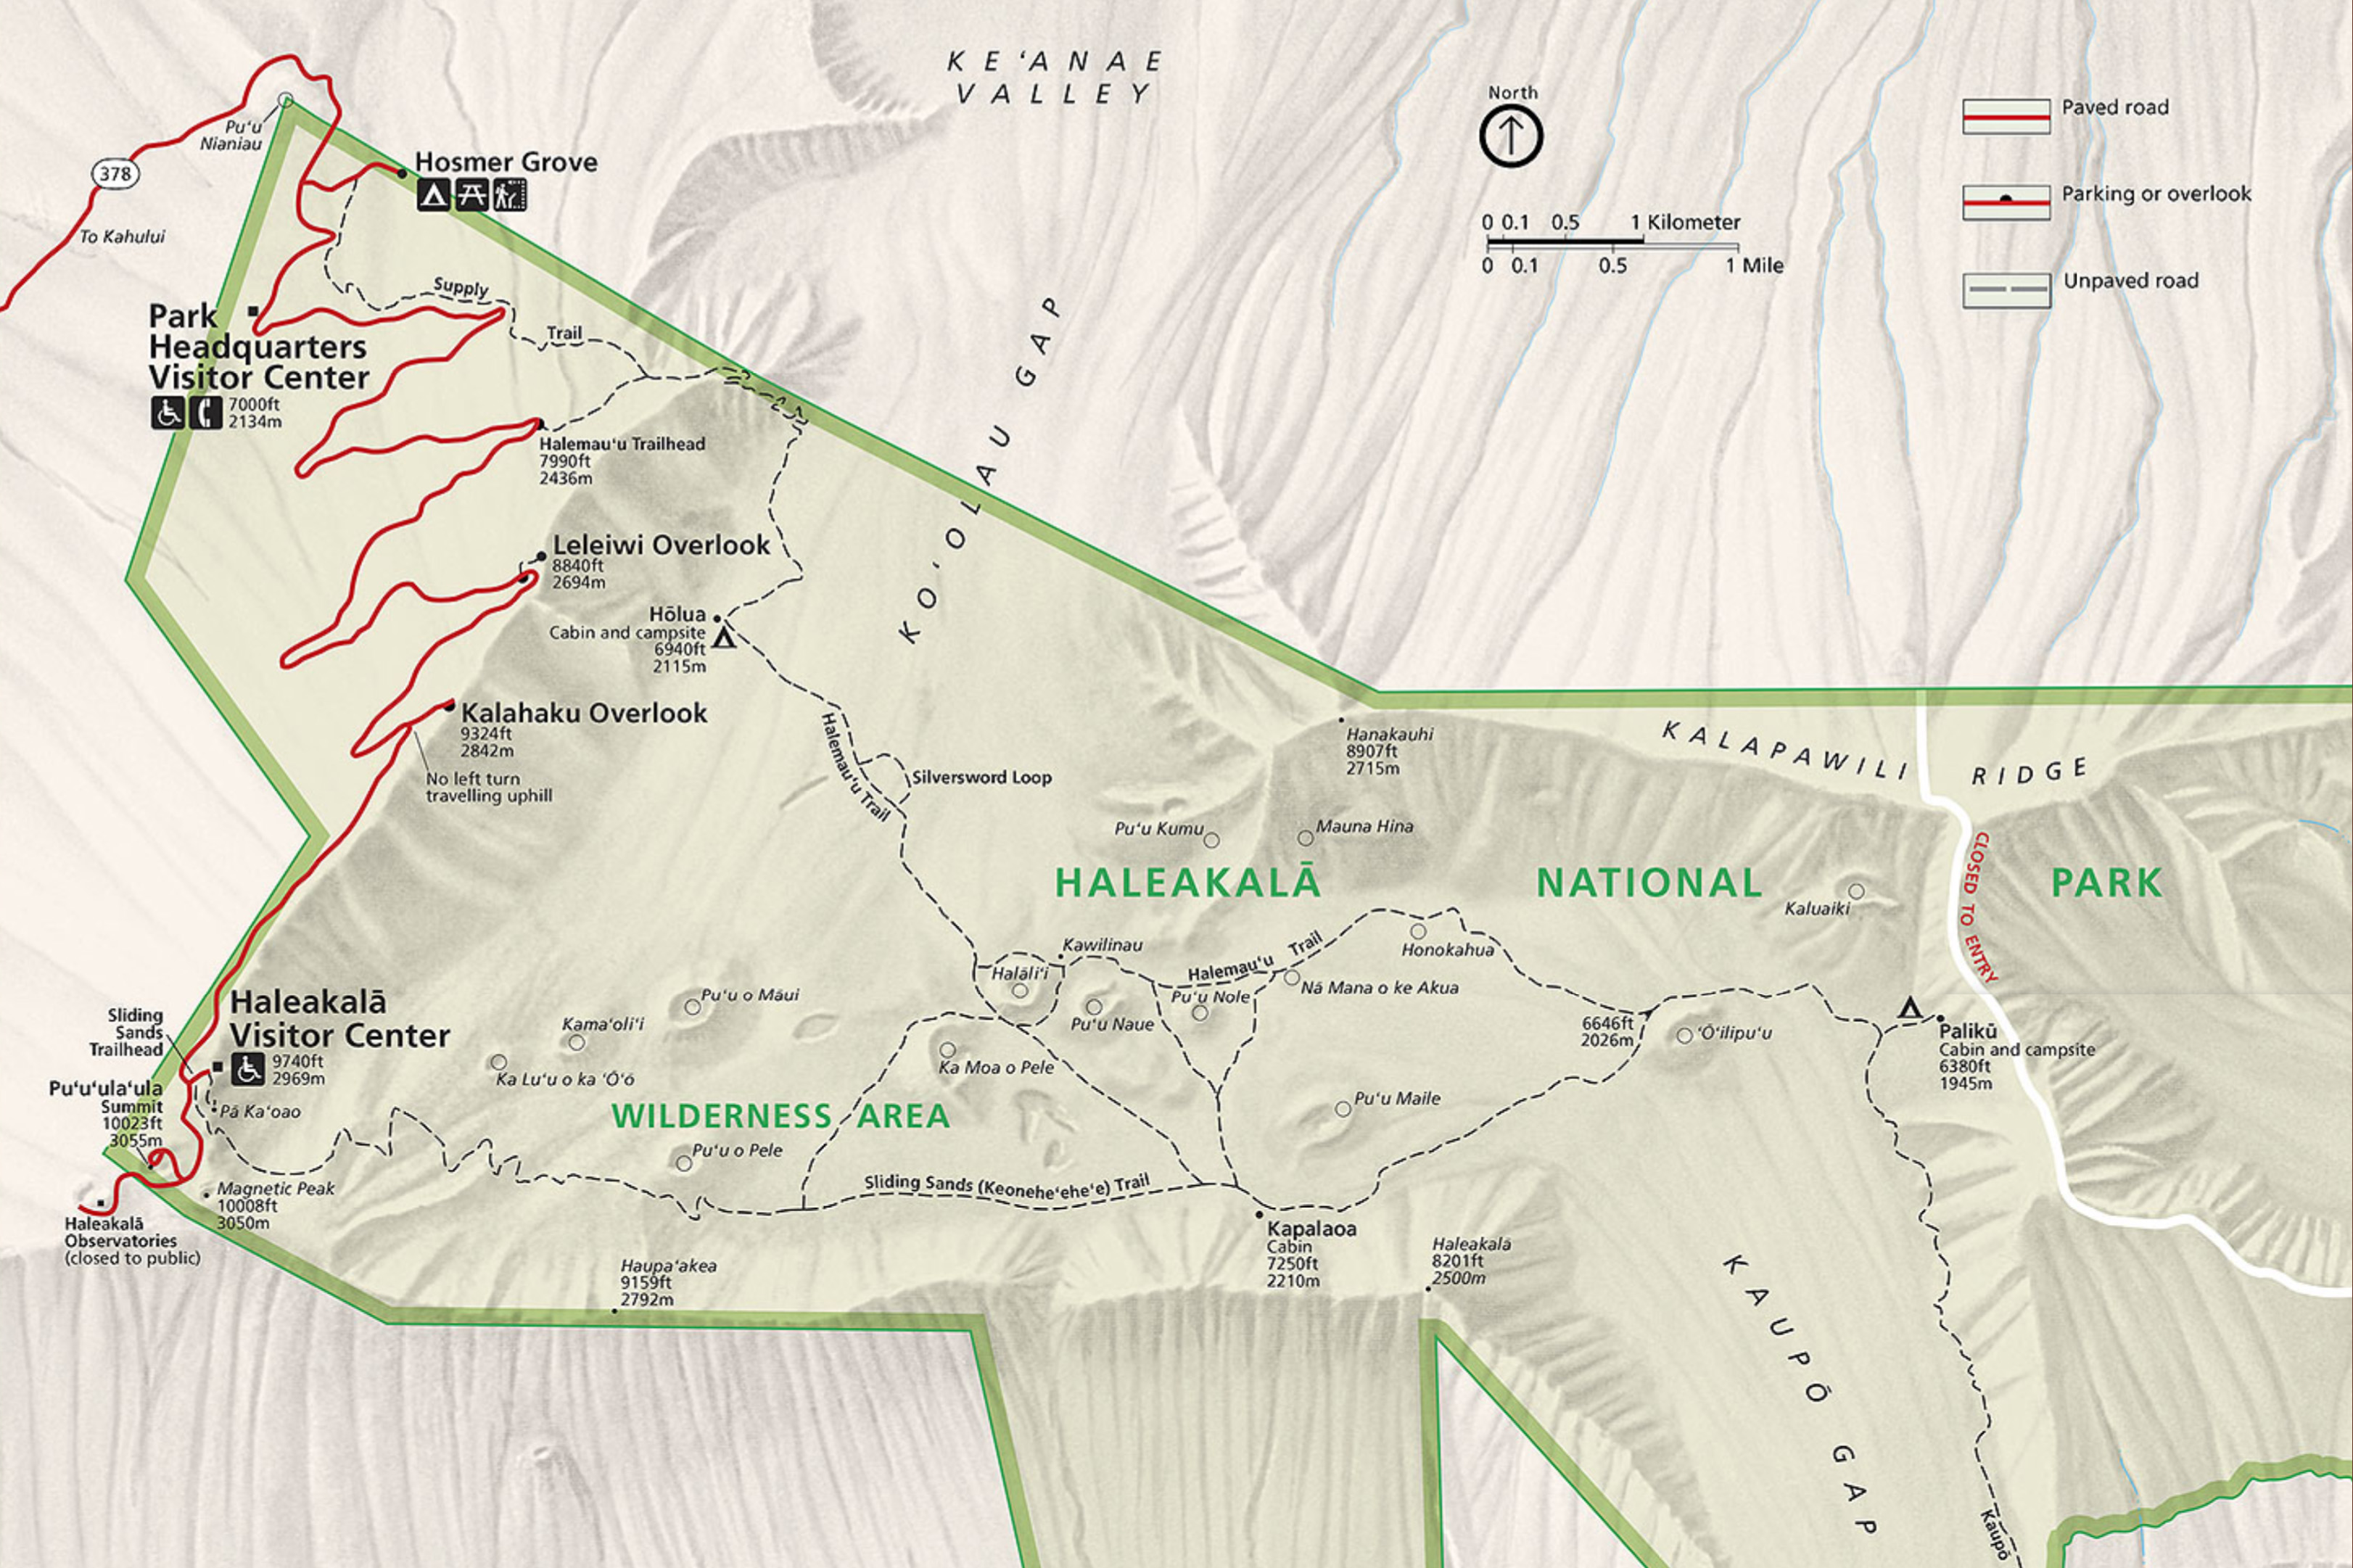 KE‘ANAE
VALLEY
North
0 0.1 0.5 1 Kilometer
0 0.1 0.5 1 Mile
Paved road
Parking or overlook
Unpaved road
Pu‘u
Nianiau
378
To Kahului
Hosmer Grove
Supply
Trail
Park
Headquarters
Visitor Center
7000ft
2134m
Halemau‘u Trailhead
7990ft
2436m
KO‘OLAU GAP
Leleiwi Overlook
8840ft
2694m
Hōlua
Cabin and campsite
6940ft
2115m
Kalahaku Overlook
9324ft
2842m
No left turn
travelling uphill
Halemau‘u Trail
Silversword Loop
Hanakauhi
8907ft
2715m
KALAPAWILI RIDGE
Pu‘u Kumu
Mauna Hina
HALEAKALĀ NATIONAL PARK
Kaluaiki
CLOSED TO ENTRY
Kawilinau
Halāli‘i
Halemau‘u Trail
Honokahua
Nā Mana o ke Akua
Pu‘u Nole
Pu‘u Naue
Pu‘u o Māui
Kama‘oli‘i
Ka Lu‘u o ka ‘Ō‘ō
Ka Moa o Pele
6646ft
2026m
‘Ō‘ilipu‘u
Palikū
Cabin and campsite
6380ft
1945m
Haleakalā
Visitor Center
9740ft
2969m
Sliding
Sands
Trailhead
Pu‘u‘ula‘ula
Summit
10023ft
3055m
Pā Ka‘oao
WILDERNESS AREA
Pu‘u Maile
Pu‘u o Pele
Sliding Sands (Keonehe‘ehe‘e) Trail
Magnetic Peak
10008ft
3050m
Haleakalā
Observatories
(closed to public)
Haupa‘akea
9159ft
2792m
Kapalaoa
Cabin
7250ft
2210m
Haleakalā
8201ft
2500m
KAUPŌ GAP
Kaupō